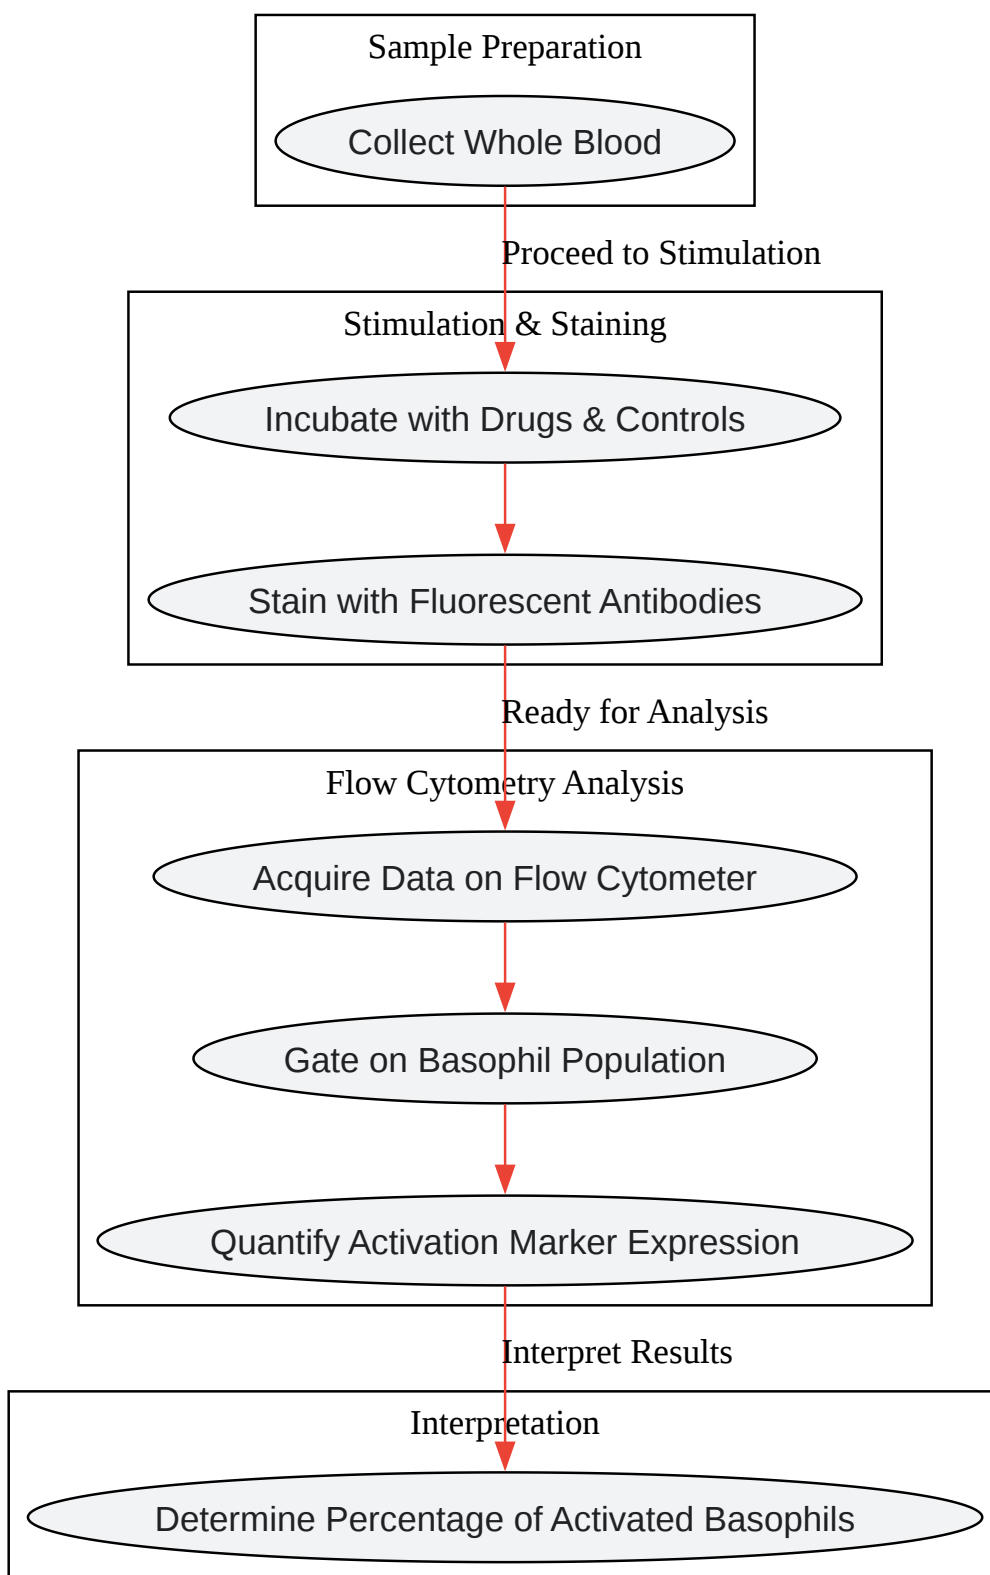 Sample Preparation
Collect Whole Blood
Proceed to Stimulation
Stimulation & Staining
Incubate with Drugs & Controls
Stain with Fluorescent Antibodies
Ready for Analysis
Flow Cytometry Analysis
Acquire Data on Flow Cytometer
Gate on Basophil Population
Quantify Activation Marker Expression
Interpret Results
Interpretation
Determine Percentage of Activated Basophils